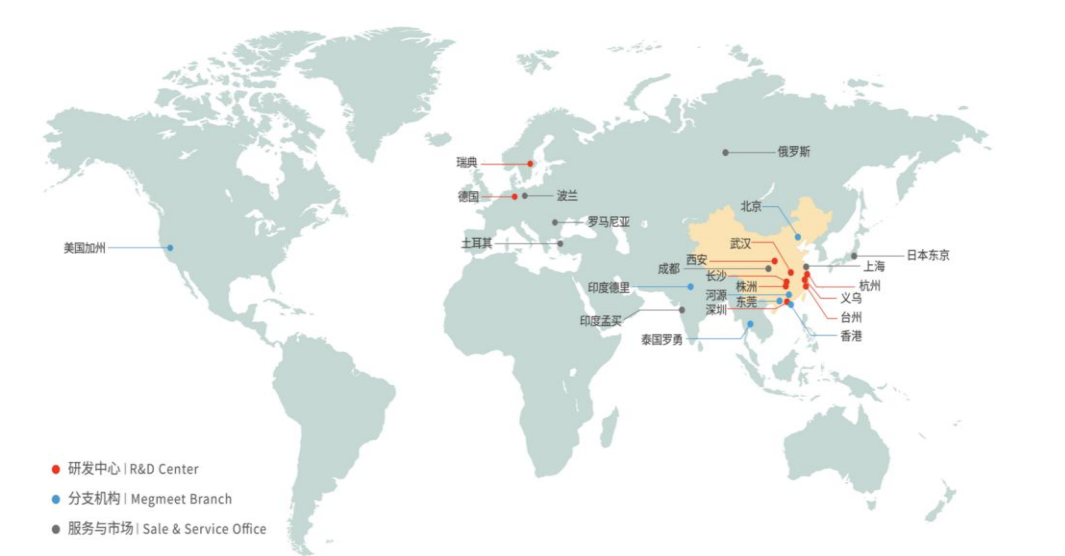 俄罗斯
瑞典
德国
波兰
北京
罗马尼亚
美国加州
土耳其
武汉
日本东京
西安
成都
上海
长沙
印度德里
株洲
杭州
河源
义乌
东莞
深圳
印度孟买
台州
泰国罗勇
香港
研发中心 | R&D Center
分支机构 | Megmeet Branch
服务与市场 | Sale & Service Office